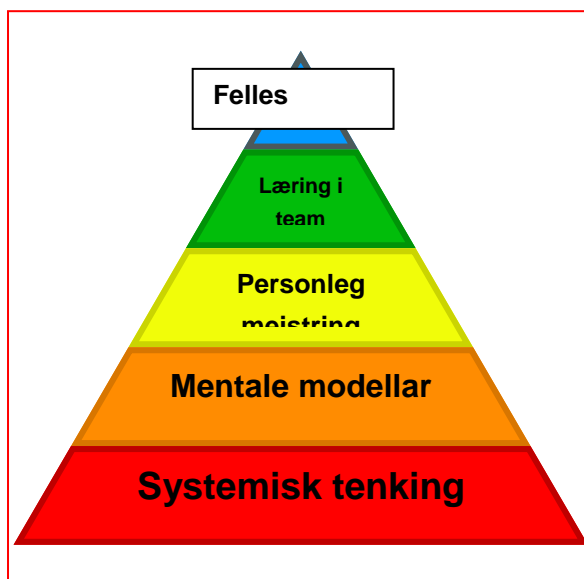 Felles
Læring i
team
Personleg
meistring
Mentale modellar
Systemisk tenking